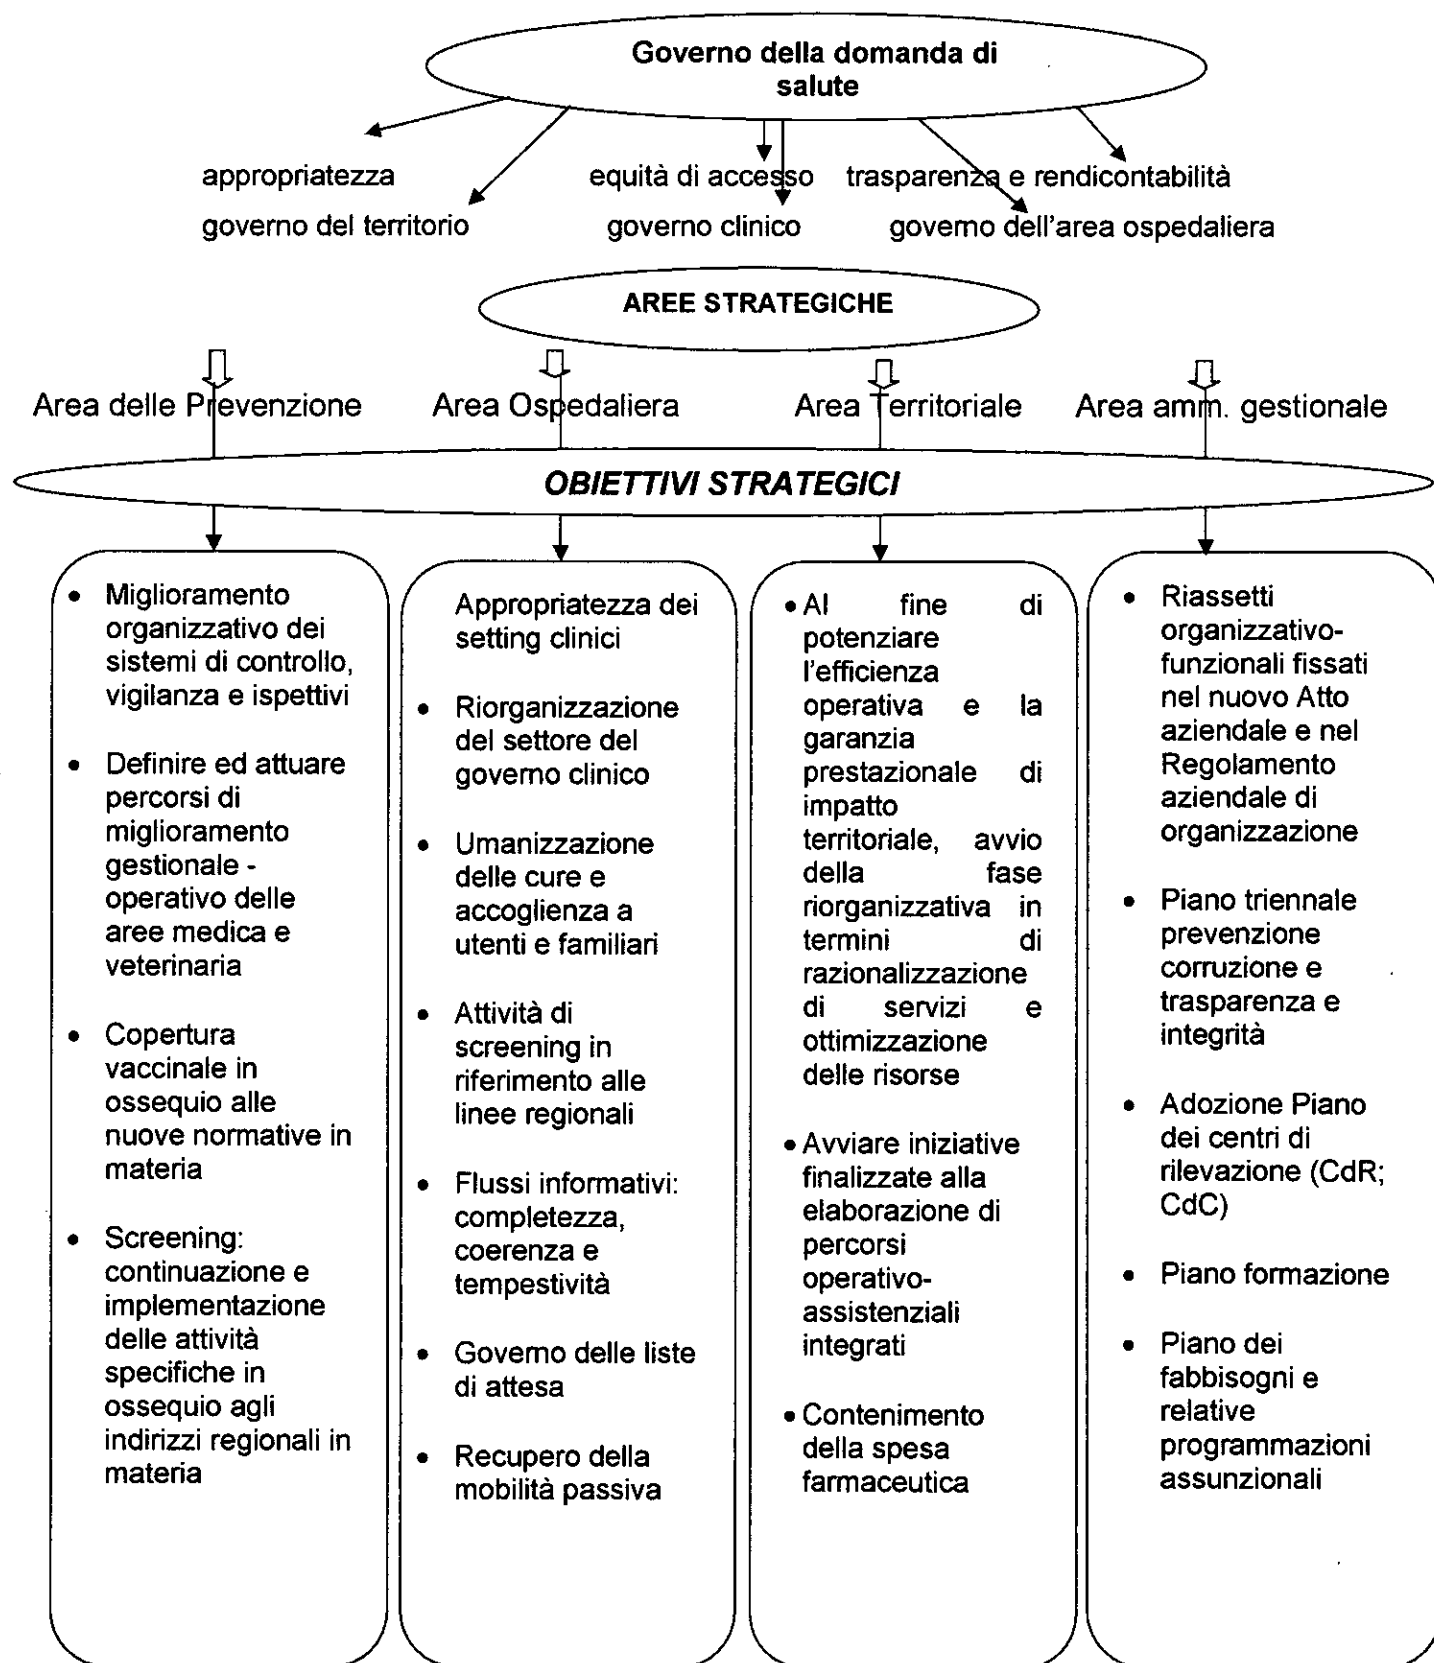 Governo della domanda di
salute
appropriatezza equità di accesso trasparenza e rendicontabilità
governo del territorio governo clinico governo dell'area ospedaliera
AREE STRATEGICHE
Area delle Prevenzione Area Ospedaliera Area Territoriale Area amm. gestionale
OBIETTIVI STRATEGICI
• Miglioramento
organizzativo dei
sistemi di controllo,
vigilanza e ispettivi
• Definire ed attuare
percorsi di
miglioramento
gestionale -
operativo delle
aree medica e
veterinaria
• Copertura
vaccinale in
ossequio alle
nuove normative in
materia
• Screening:
continuazione e
implementazione
delle attività
specifiche in
ossequio agli
indirizzi regionali in
materia
Appropriatezza dei
setting clinici
• Riorganizzazione
del settore del
governo clinico
• Umanizzazione
delle cure e
accoglienza a
utenti e familiari
• Attività di
screening in
riferimento alle
linee regionali
• Flussi informativi:
completezza,
coerenza e
tempestività
• Governo delle liste
di attesa
• Recupero della
mobilità passiva
• Al fine di
potenziare
l'efficienza
operativa e la
garanzia
prestazionale di
impatto
territoriale, avvio
della fase
riorganizzativa in
termini di
razionalizzazione
di servizi e
ottimizzazione
delle risorse
• Avviare iniziative
finalizzate alla
elaborazione di
percorsi
operativo-
assistenziali
integrati
• Contenimento
della spesa
farmaceutica
• Riassetti
organizzativo-
funzionali fissati
nel nuovo Atto
aziendale e nel
Regolamento
aziendale di
organizzazione
• Piano triennale
prevenzione
corruzione e
trasparenza e
integrità
• Adozione Piano
dei centri di
rilevazione (CdR;
CdC)
• Piano formazione
• Piano dei
fabbisogni e
relative
programmazioni
assunzionali